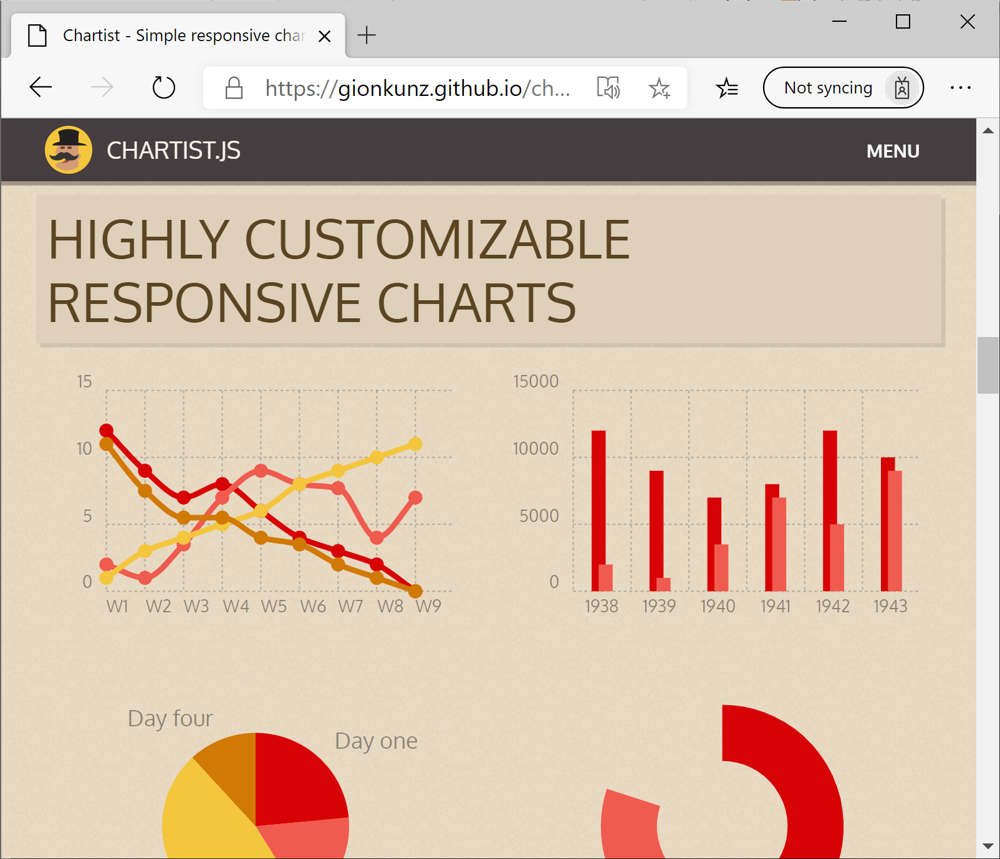 Chartist - Simple responsive char
https://gionkunz.github.io/ch...
Not syncing
CHARTIST.JS
MENU
HIGHLY CUSTOMIZABLE
RESPONSIVE CHARTS
15
10
5
0
W1 W2 W3 W4 W5 W6 W7 W8 W9
15000
10000
5000
0
1938 1939 1940 1941 1942 1943
Day four
Day one